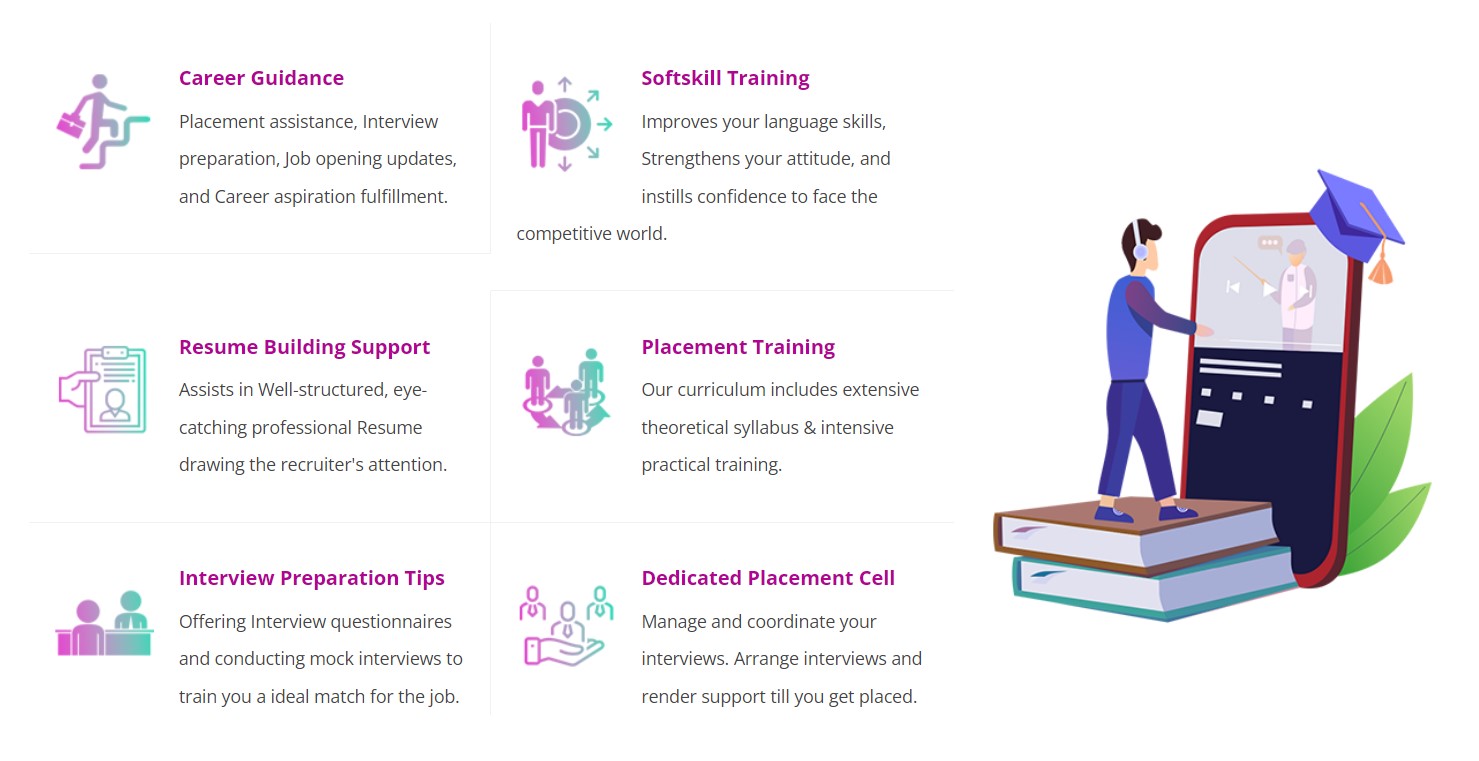 Career Guidance
Placement assistance, Interview
preparation, Job opening updates,
and Career aspiration fulfillment.
Softskill Training
Improves your language skills,
Strengthens your attitude, and
instills confidence to face the
competitive world.
Resume Building Support
Assists in Well-structured, eye-
catching professional Resume
drawing the recruiter's attention.
Placement Training
Our curriculum includes extensive
theoretical syllabus & intensive
practical training.
Interview Preparation Tips
Offering Interview questionnaires
and conducting mock interviews to
train you a ideal match for the job.
Dedicated Placement Cell
Manage and coordinate your
interviews. Arrange interviews and
render support till you get placed.